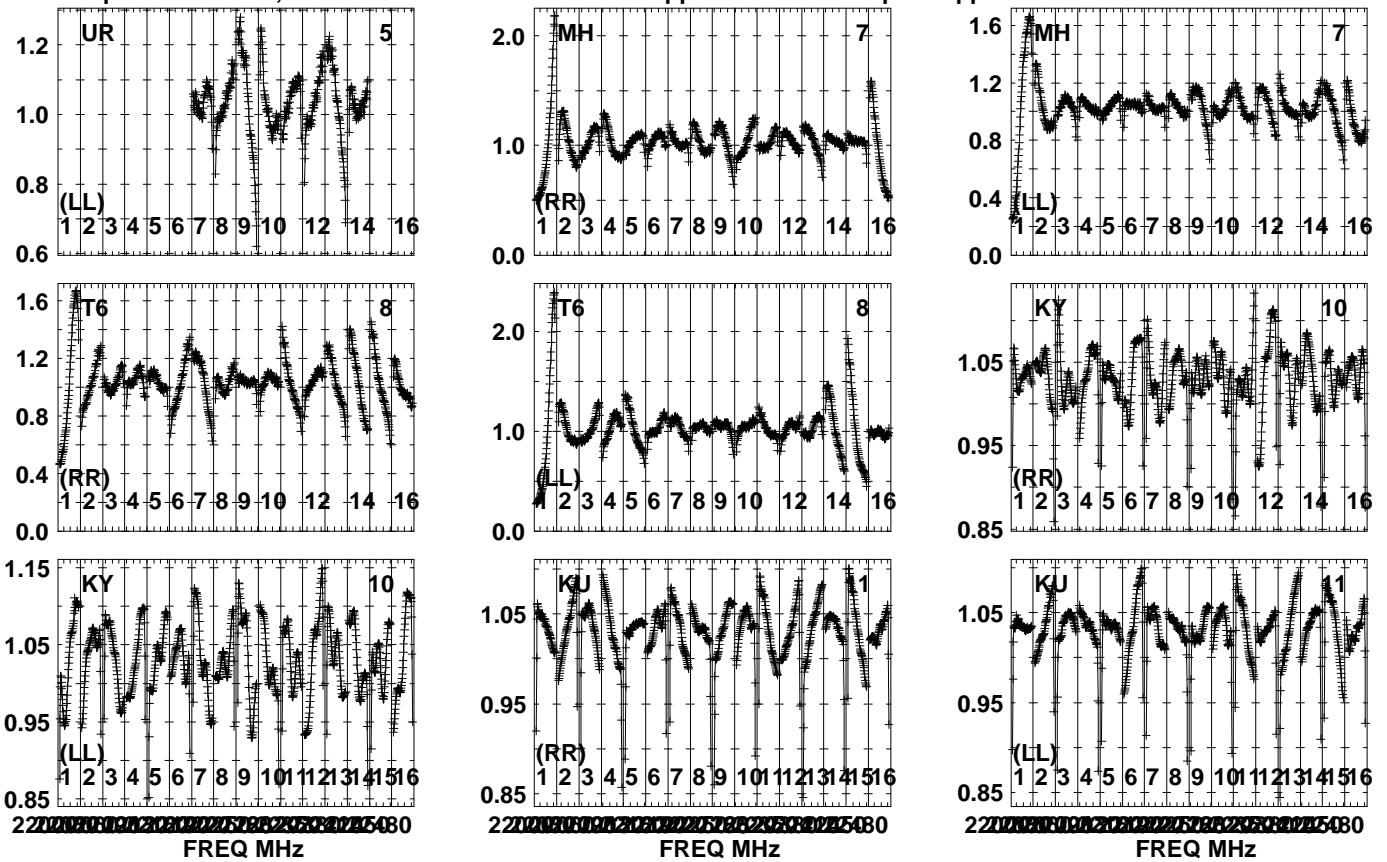 UR 5
1.2
1.0
0.8
0.6
(LL)
1 2 3 4 5 6 7 8 9 10 12 14 16
MH 7
2.0
1.0
0.0
(RR)
1 2 3 4 5 6 7 8 9 10 12 14 16
MH 7
1.6
1.2
0.8
0.4
0.0
(LL)
1 2 3 4 5 6 7 8 9 10 12 14 16
T6 8
1.6
1.2
0.8
0.4
0.0
(RR)
1 2 3 4 5 6 7 8 9 10 12 14 16
T6 8
2.0
1.0
0.0
(LL)
1 2 3 4 5 6 7 8 9 10 12 14 16
KY 10
1.05
0.95
0.85
(RR)
1 2 3 4 5 6 7 8 9 10 12 14 16
KY 10
1.15
1.05
0.95
0.85
(LL)
1 2 3 4 5 6 7 8 9 10 11 12 13 14 15 16
FREQ MHz
KU 11
1.05
0.95
0.85
(RR)
1 2 3 4 5 6 7 8 9 10 11 12 13 14 15 16
FREQ MHz
KU 11
1.05
0.95
0.85
(LL)
1 2 3 4 5 6 7 8 9 10 11 12 13 14 15 16
FREQ MHz